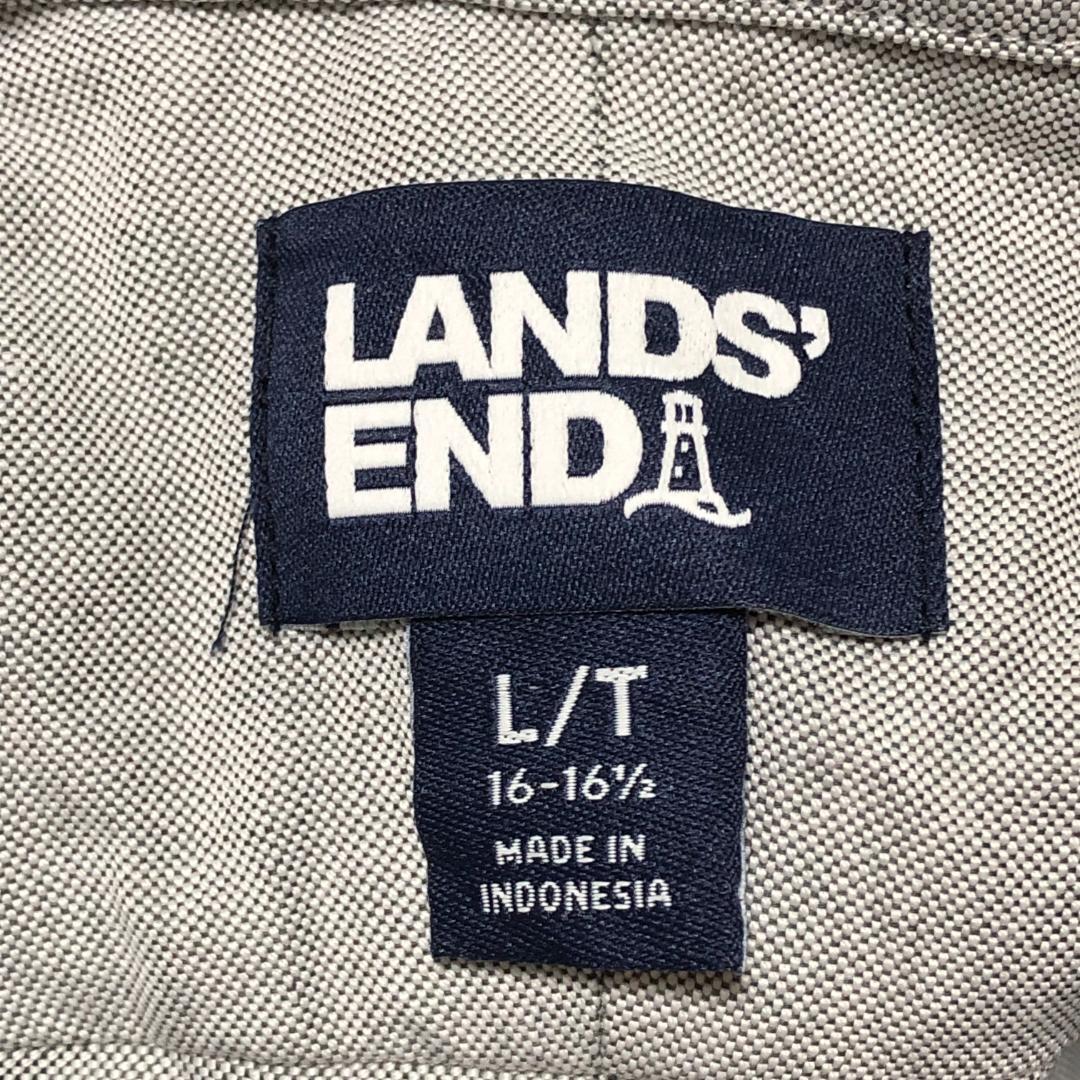 LANDS'
END
L/T
16-16½
MADE IN
INDONESIA